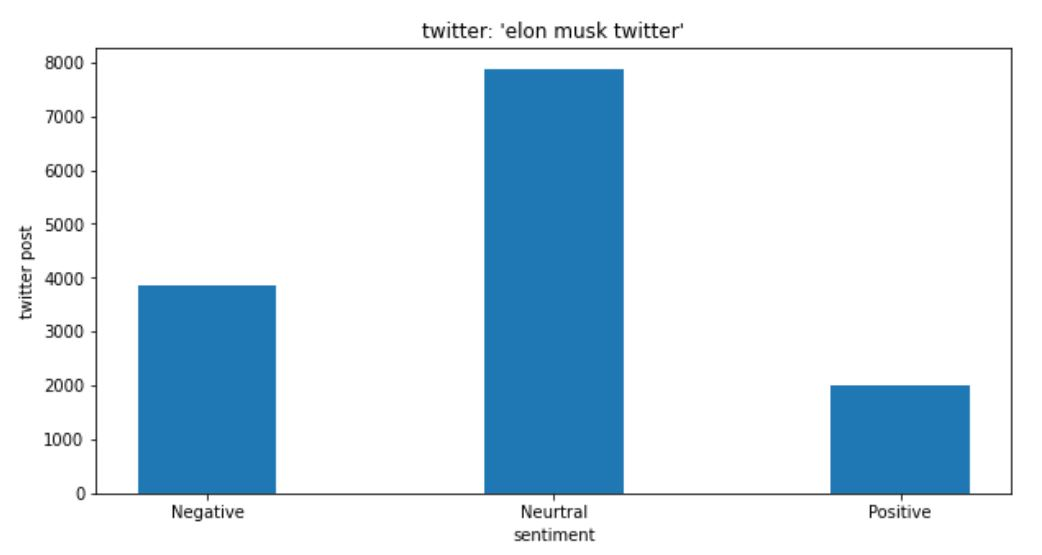 twitter: 'elon musk twitter'
8000
7000
6000
5000
4000
3000
2000
1000
0
twitter post
Negative Neurtral Positive
sentiment